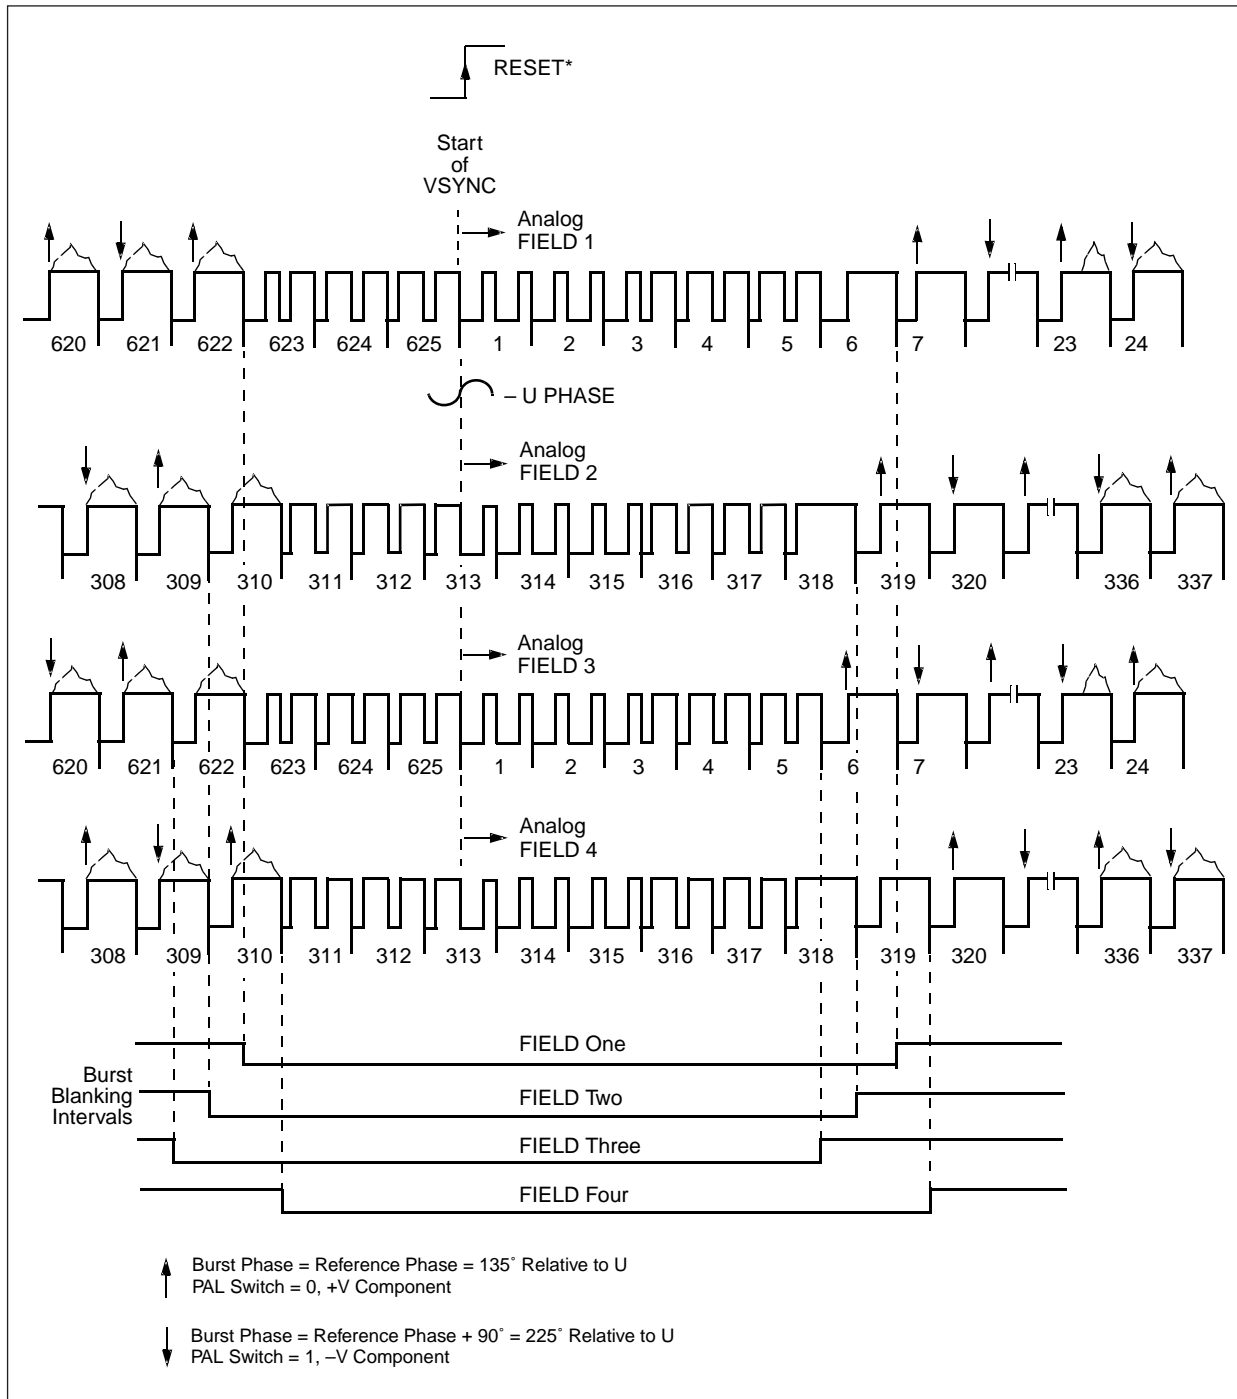 RESET*
Start
of
VSYNC
Analog
FIELD 1
620 621 622 623 624 625 1 2 3 4 5 6 7 23 24
– U PHASE
Analog
FIELD 2
308 309 310 311 312 313 314 315 316 317 318 319 320 336 337
Analog
FIELD 3
620 621 622 623 624 625 1 2 3 4 5 6 7 23 24
Analog
FIELD 4
308 309 310 311 312 313 314 315 316 317 318 319 320 336 337
Burst
Blanking
Intervals
FIELD One
FIELD Two
FIELD Three
FIELD Four
Burst Phase = Reference Phase = 135° Relative to U
PAL Switch = 0, +V Component
Burst Phase = Reference Phase + 90° = 225° Relative to U
PAL Switch = 1, –V Component